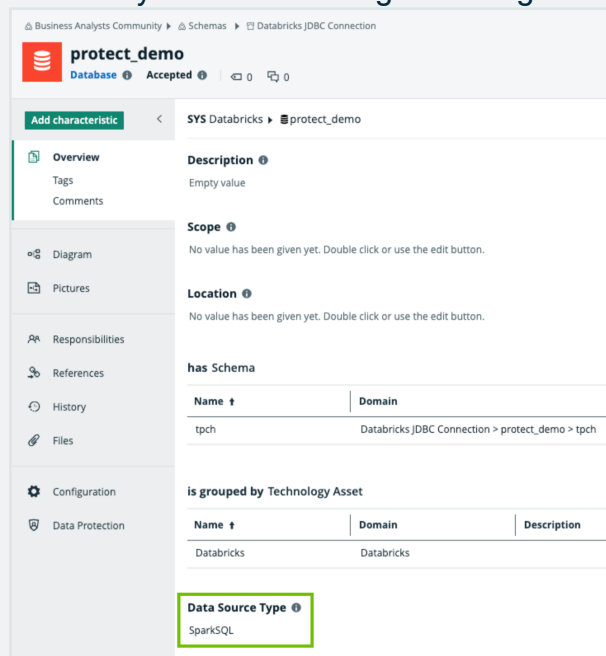 Business Analysts Community ▸ Schemas ▸ Databricks JDBC Connection
protect_demo
Database Accepted 0 0
Add characteristic <
SYS Databricks ▸ protect_demo
Overview
Tags
Comments
Diagram
Pictures
Responsibilities
References
History
Files
Configuration
Data Protection
Description
Empty value
Scope
No value has been given yet. Double click or use the edit button.
Location
No value has been given yet. Double click or use the edit button.
has Schema
Name ↑ Domain
tpch Databricks JDBC Connection > protect_demo > tpch
is grouped by Technology Asset
Name ↑ Domain Description
Databricks Databricks
Data Source Type
SparkSQL